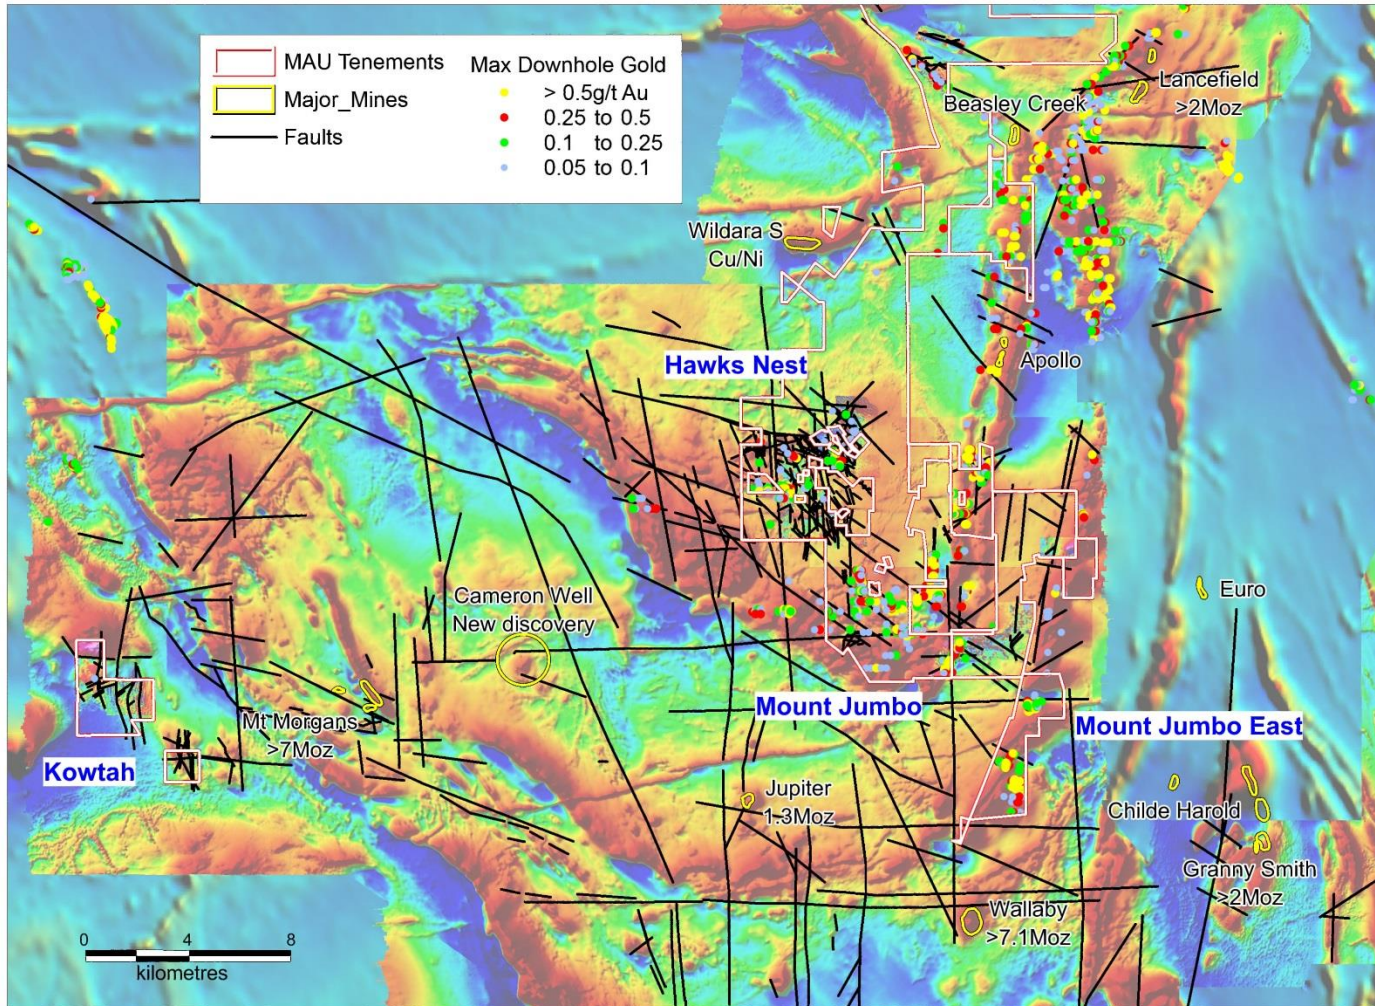 MAU Tenements
Major_Mines
Faults
Max Downhole Gold
> 0.5g/t Au
0.25 to 0.5
0.1 to 0.25
0.05 to 0.1
Lancefield
>2Moz
Beasley Creek
Wildara S
Cu/Ni
Apollo
Hawks Nest
Euro
Cameron Well
New discovery
Mt Morgans
>7Moz
Mount Jumbo
Mount Jumbo East
Kowtah
Jupiter
1.3Moz
Childe Harold
Granny Smith
>2Moz
Wallaby
>7.1Moz
0 4 8
kilometres